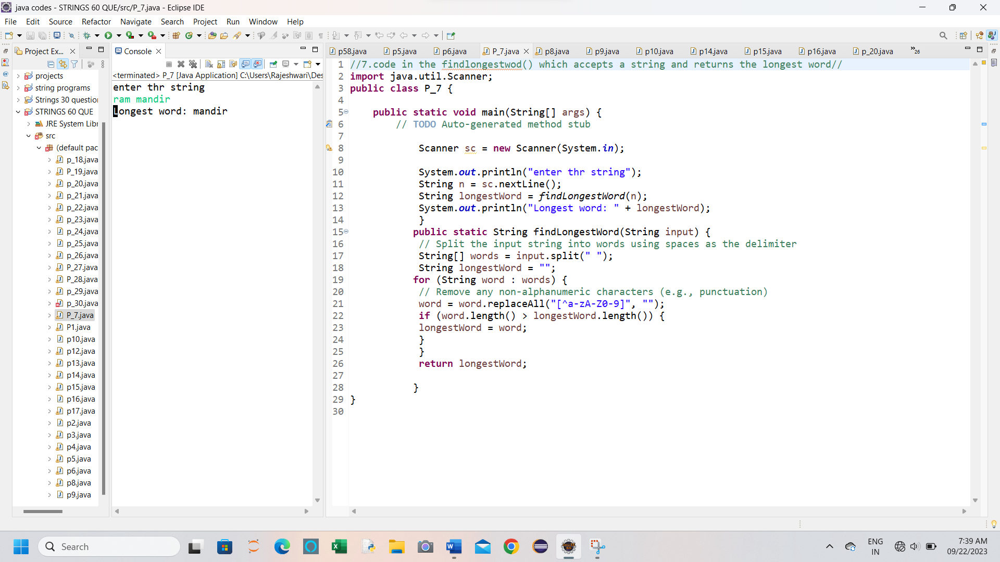 java codes - STRINGS 60 QUE/src/P_7.java - Eclipse IDE
File Edit Source Refactor Navigate Search Project Run Window Help
Project Ex...
projects
string programs
Strings 30 question
STRINGS 60 QUE
JRE System Libr
src
(default pac
p_18.java
P_19.java
p_20.java
p_21.java
p_22.java
p_23.java
p_24.java
p_25.java
p_26.java
P_27.java
P_28.java
p_29.java
p_30.java
P_7.java
P1.java
p10.java
p12.java
p13.java
p14.java
p15.java
p16.java
p17.java
p2.java
p3.java
p4.java
p5.java
p6.java
p8.java
p9.java
Console
<terminated> P_7 [Java Application] C:\Users\Rajeshwari\Des
enter thr string
ram mandir
Longest word: mandir
p58.java p5.java p6.java P_7.java p8.java p9.java p10.java p14.java p15.java p16.java p_20.java »26
1 //7.code in the findlongestwod() which accepts a string and returns the longest word//
2 import java.util.Scanner;
3 public class P_7 {
4
5 public static void main(String[] args) {
6 // TODO Auto-generated method stub
7
8 Scanner sc = new Scanner(System.in);
9
10 System.out.println("enter thr string");
11 String n = sc.nextLine();
12 String longestWord = findLongestWord(n);
13 System.out.println("Longest word: " + longestWord);
14 }
15 public static String findLongestWord(String input) {
16 // Split the input string into words using spaces as the delimiter
17 String[] words = input.split(" ");
18 String longestWord = "";
19 for (String word : words) {
20 // Remove any non-alphanumeric characters (e.g., punctuation)
21 word = word.replaceAll("[^a-zA-Z0-9]", "");
22 if (word.length() > longestWord.length()) {
23 longestWord = word;
24 }
25 }
26 return longestWord;
27
28 }
29 }
30
Search
ENG
IN
7:39 AM
09/22/2023